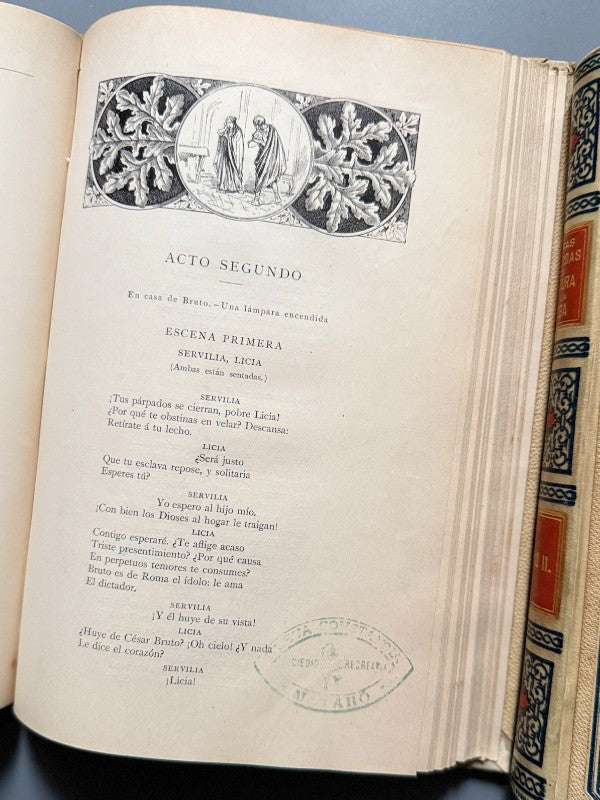 ACTO SEGUNDO
En casa de Bruto.—Una lámpara encendida
ESCENA PRIMERA
SERVILIA, LICIA
(Ambas están sentadas.)
SERVILIA
¡Tus párpados se cierran, pobre Licia!
¿Por qué te obstinas en velar? Descansa:
Retírate á tu lecho.
LICIA
¿Será justo
Que tu esclava repose, y solitaria
Esperes tú?
SERVILIA
Yo espero al hijo mío.
¡Con bien los Dioses al hogar le traigan!
LICIA
Contigo esperaré. ¿Te aflige acaso
Triste presentimiento? ¿Por qué causa
En perpetuos temores te consumes?
Bruto es de Roma el ídolo: le ama
El dictador.
SERVILIA
¡Y él huye de su vista!
LICIA
¿Huye de César Bruto? ¡Oh cielo! ¿Y nada
Le dice el corazón?
SERVILIA
¡Licia!
CONSTANCIA
RECREATIVA
MATARÓ
II.